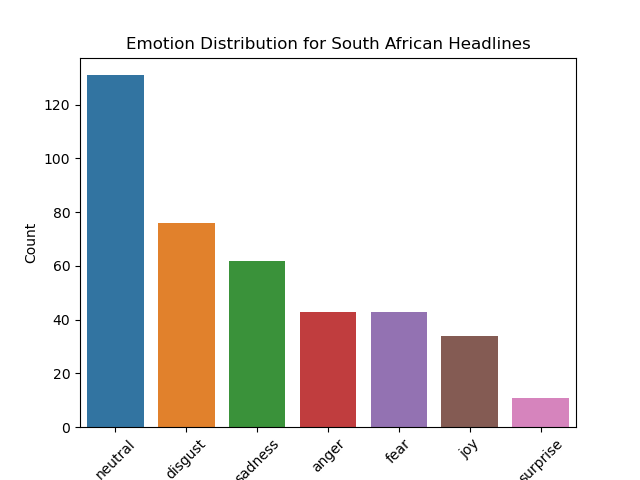 Emotion Distribution for South African Headlines
120
100
80
60
40
20
0
Count
neutral
disgust
sadness
anger
fear
joy
surprise